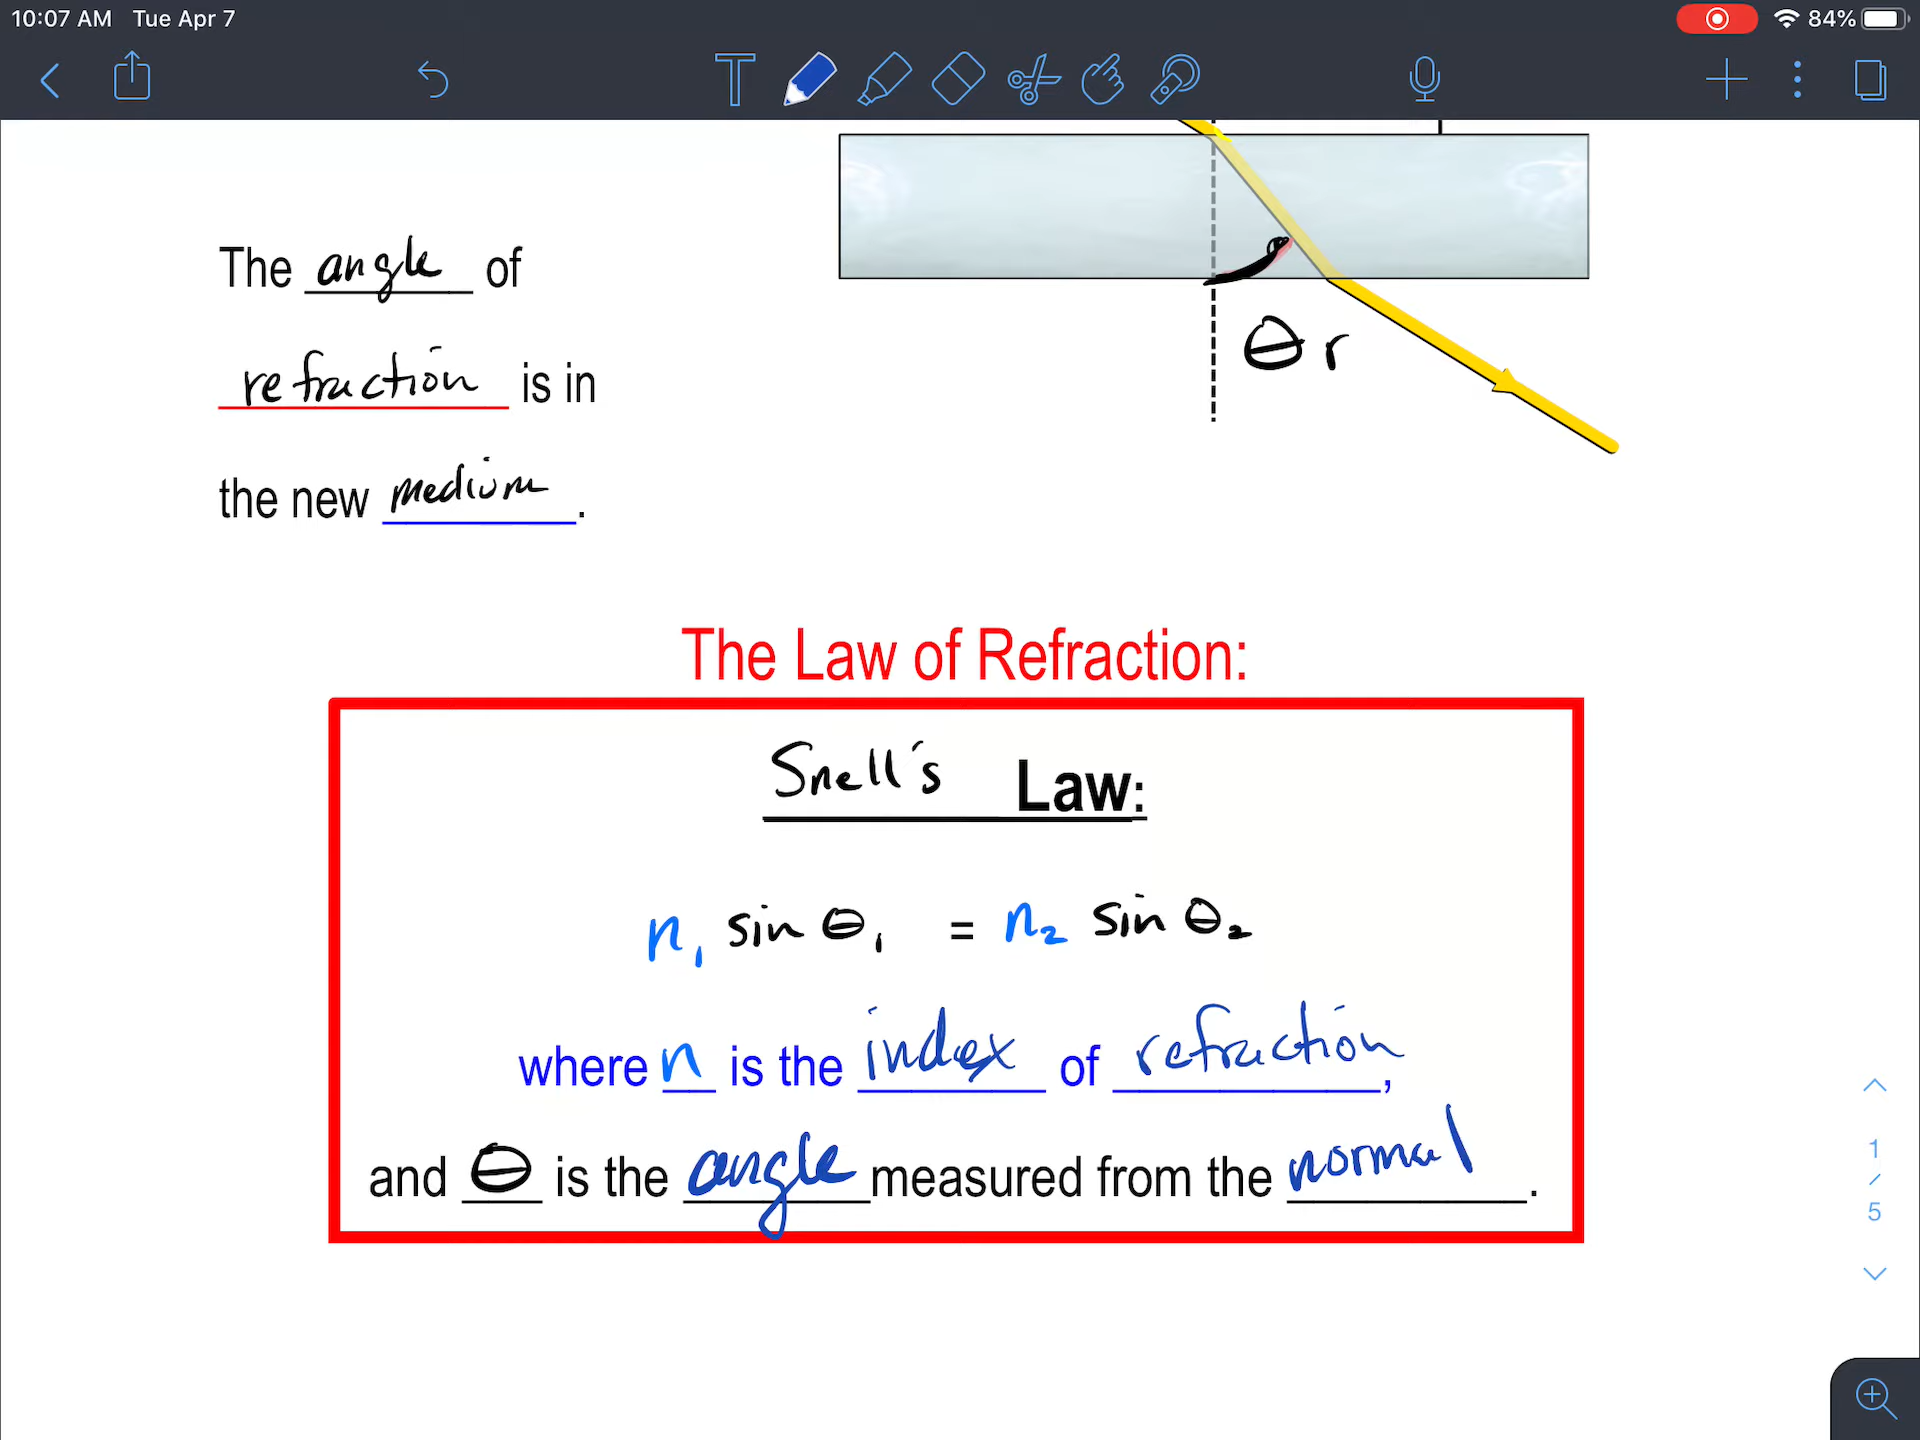 10:07 AM Tue Apr 7
84%
T
The angle of
refraction is in
the new medium.
θr
The Law of Refraction:
Snell's Law:
n₁ sin θ₁ = n₂ sin θ₂
where n is the index of refraction,
and θ is the angle measured from the normal.
1
/
5